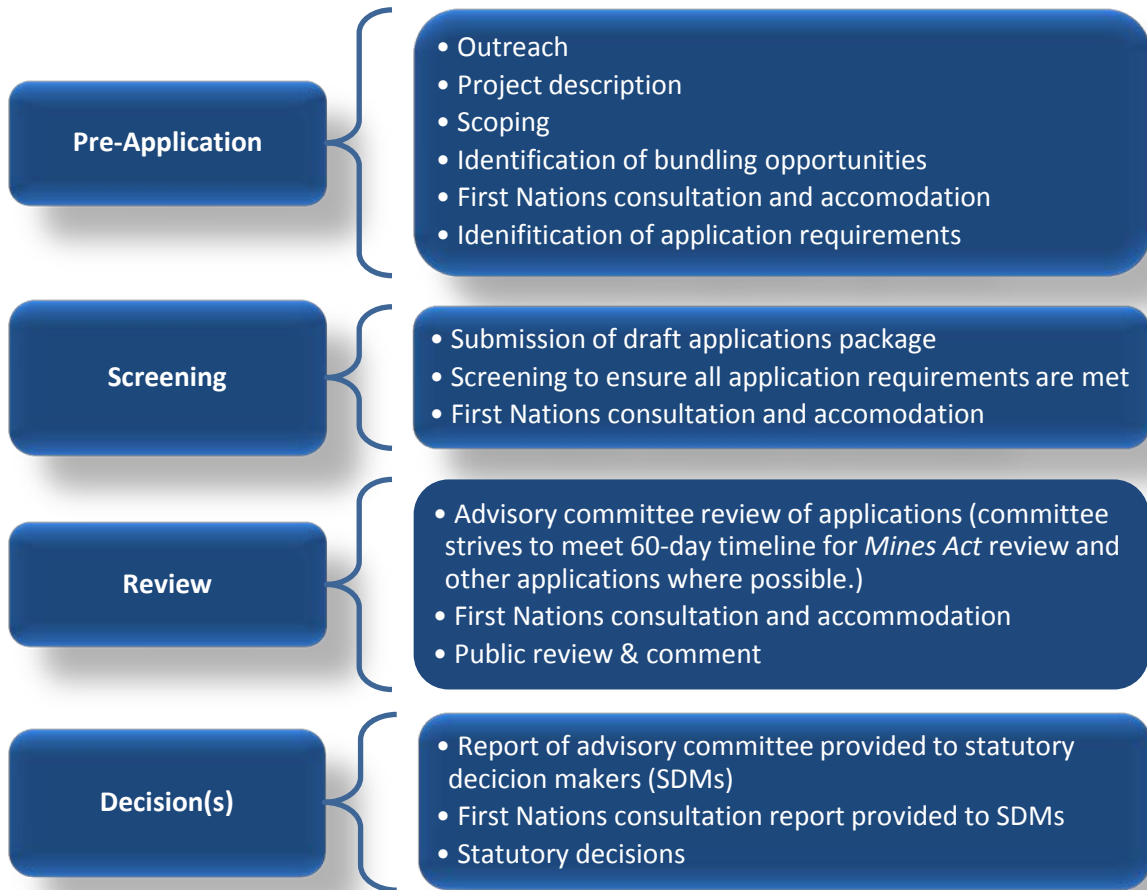 Pre-Application
• Outreach
• Project description
• Scoping
• Identification of bundling opportunities
• First Nations consultation and accomodation
• Idenifitication of application requirements
Screening
• Submission of draft applications package
• Screening to ensure all application requirements are met
• First Nations consultation and accomodation
Review
• Advisory committee review of applications (committee
strives to meet 60-day timeline for Mines Act review and
other applications where possible.)
• First Nations consultation and accommodation
• Public review & comment
Decision(s)
• Report of advisory committee provided to statutory
decicion makers (SDMs)
• First Nations consultation report provided to SDMs
• Statutory decisions